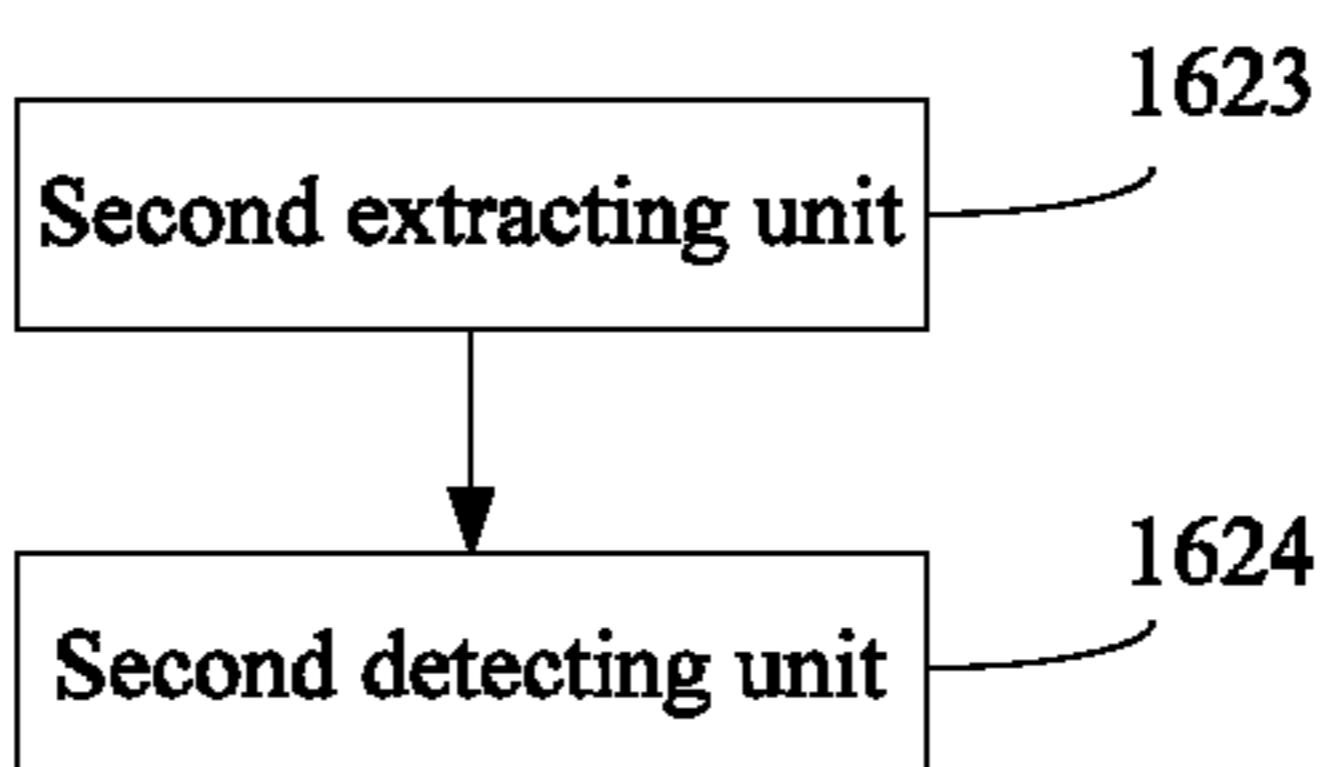 1623
Second extracting unit
1624
Second detecting unit